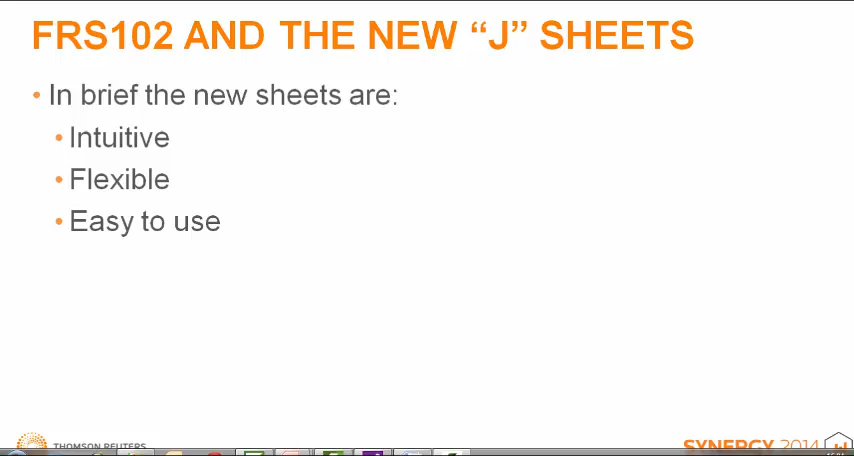 FRS102 AND THE NEW “J” SHEETS
• In brief the new sheets are:
• Intuitive
• Flexible
• Easy to use
THOMSON REUTERS
SYNERGY 2014